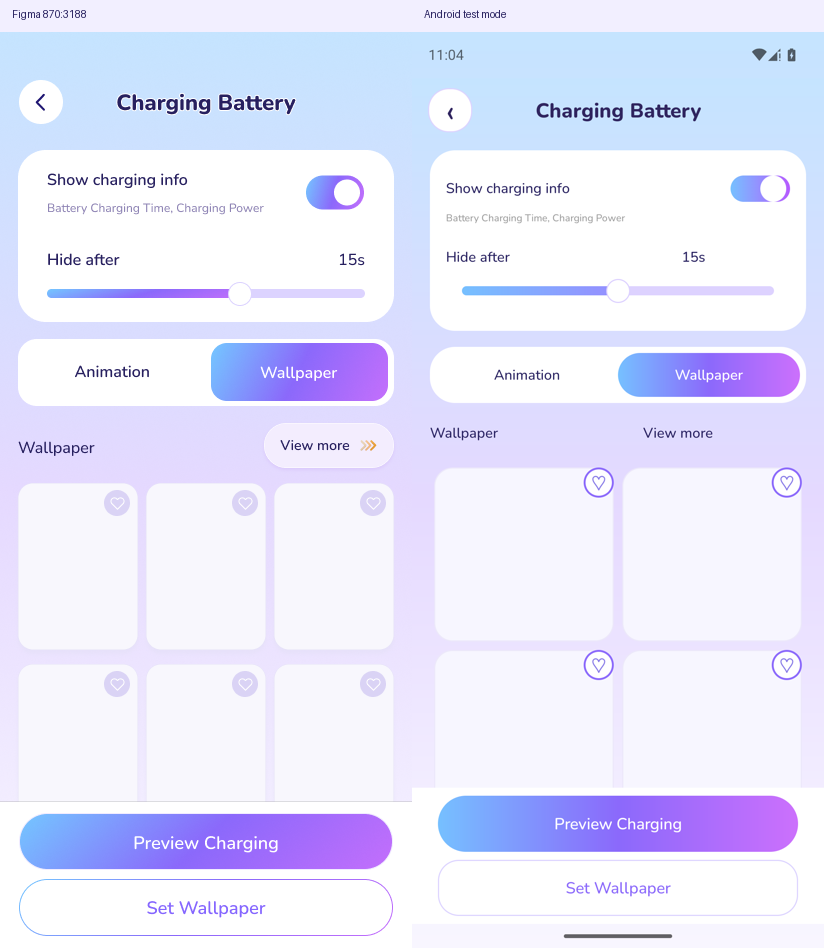 Figma 870:3188
Charging Battery
Show charging info
Battery Charging Time, Charging Power
Hide after
15s
Animation
Wallpaper
Wallpaper
View more
Preview Charging
Set Wallpaper
Android test mode
11:04
Charging Battery
Show charging info
Battery Charging Time, Charging Power
Hide after
15s
Animation
Wallpaper
Wallpaper
View more
Preview Charging
Set Wallpaper